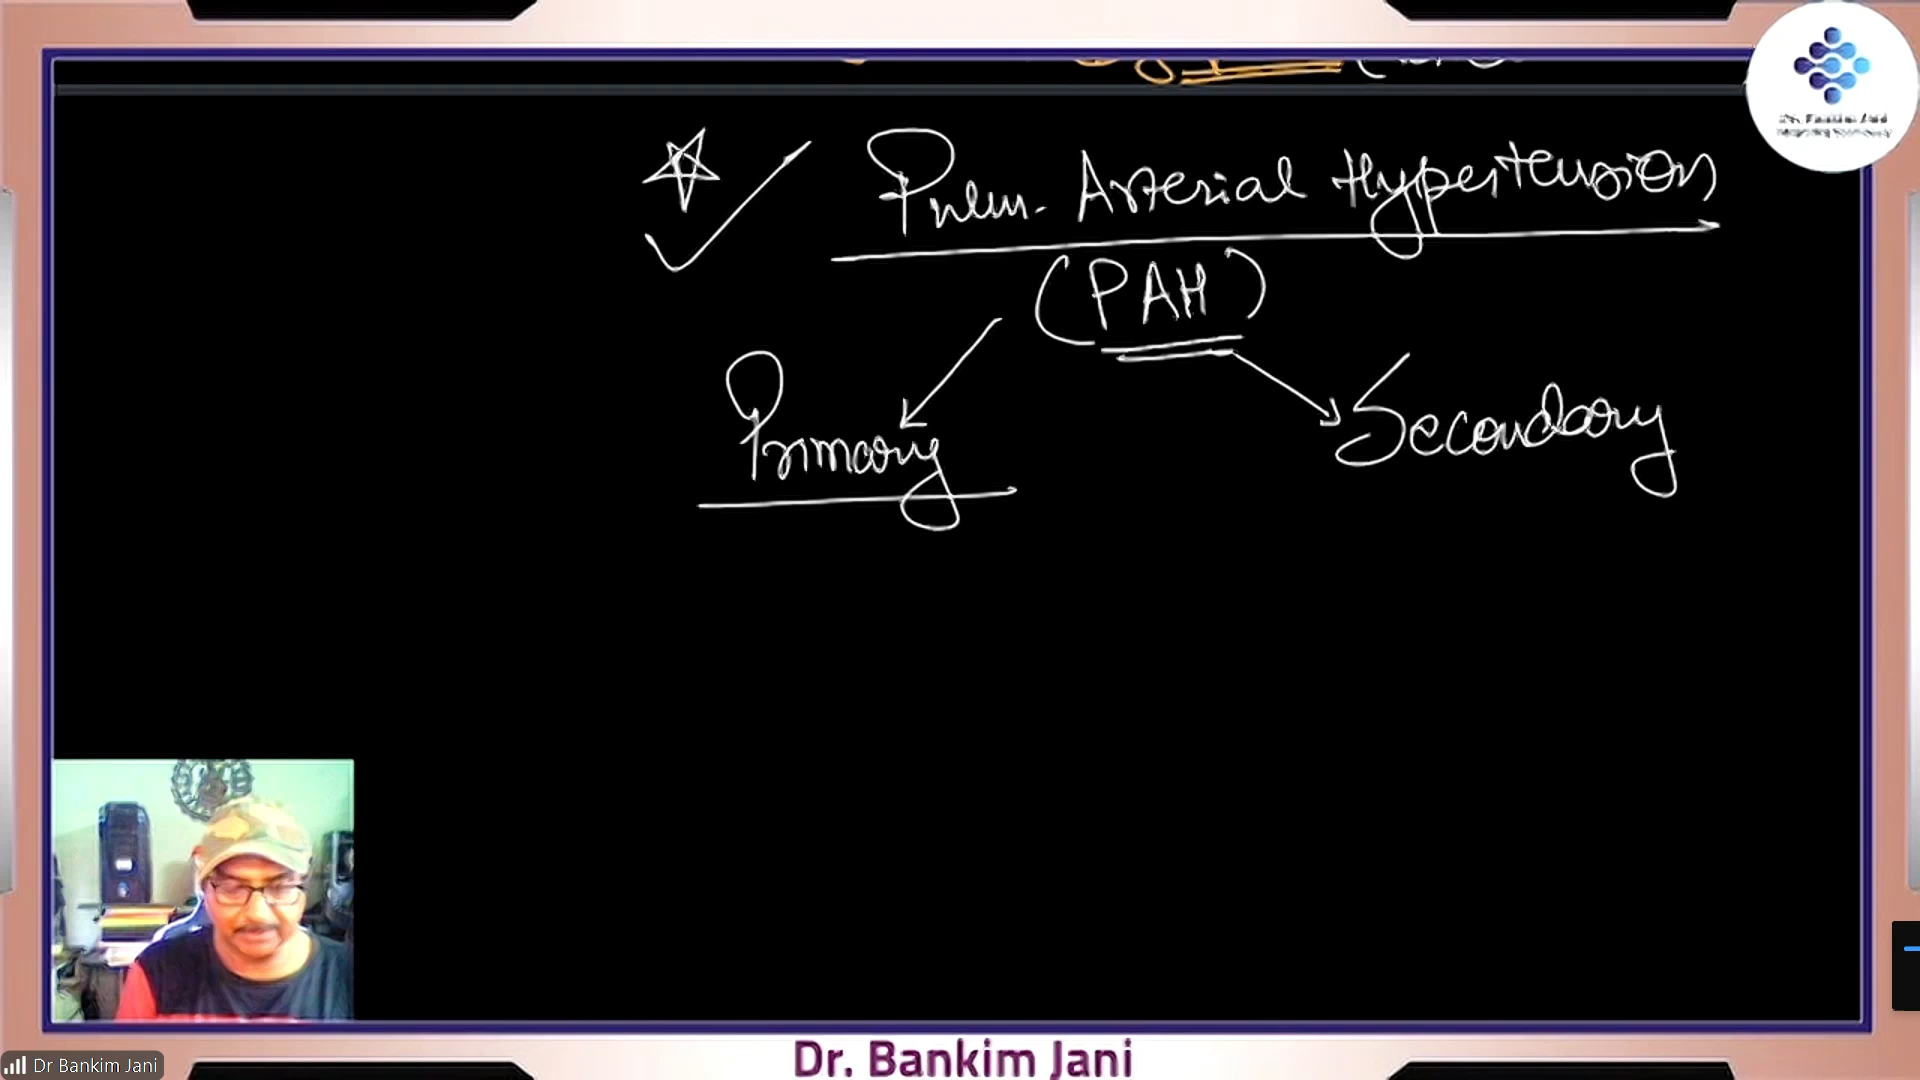 Pulm. Arterial Hypertension
(PAH)
Primary Secondary
Dr Bankim Jani
Dr. Bankim Jani